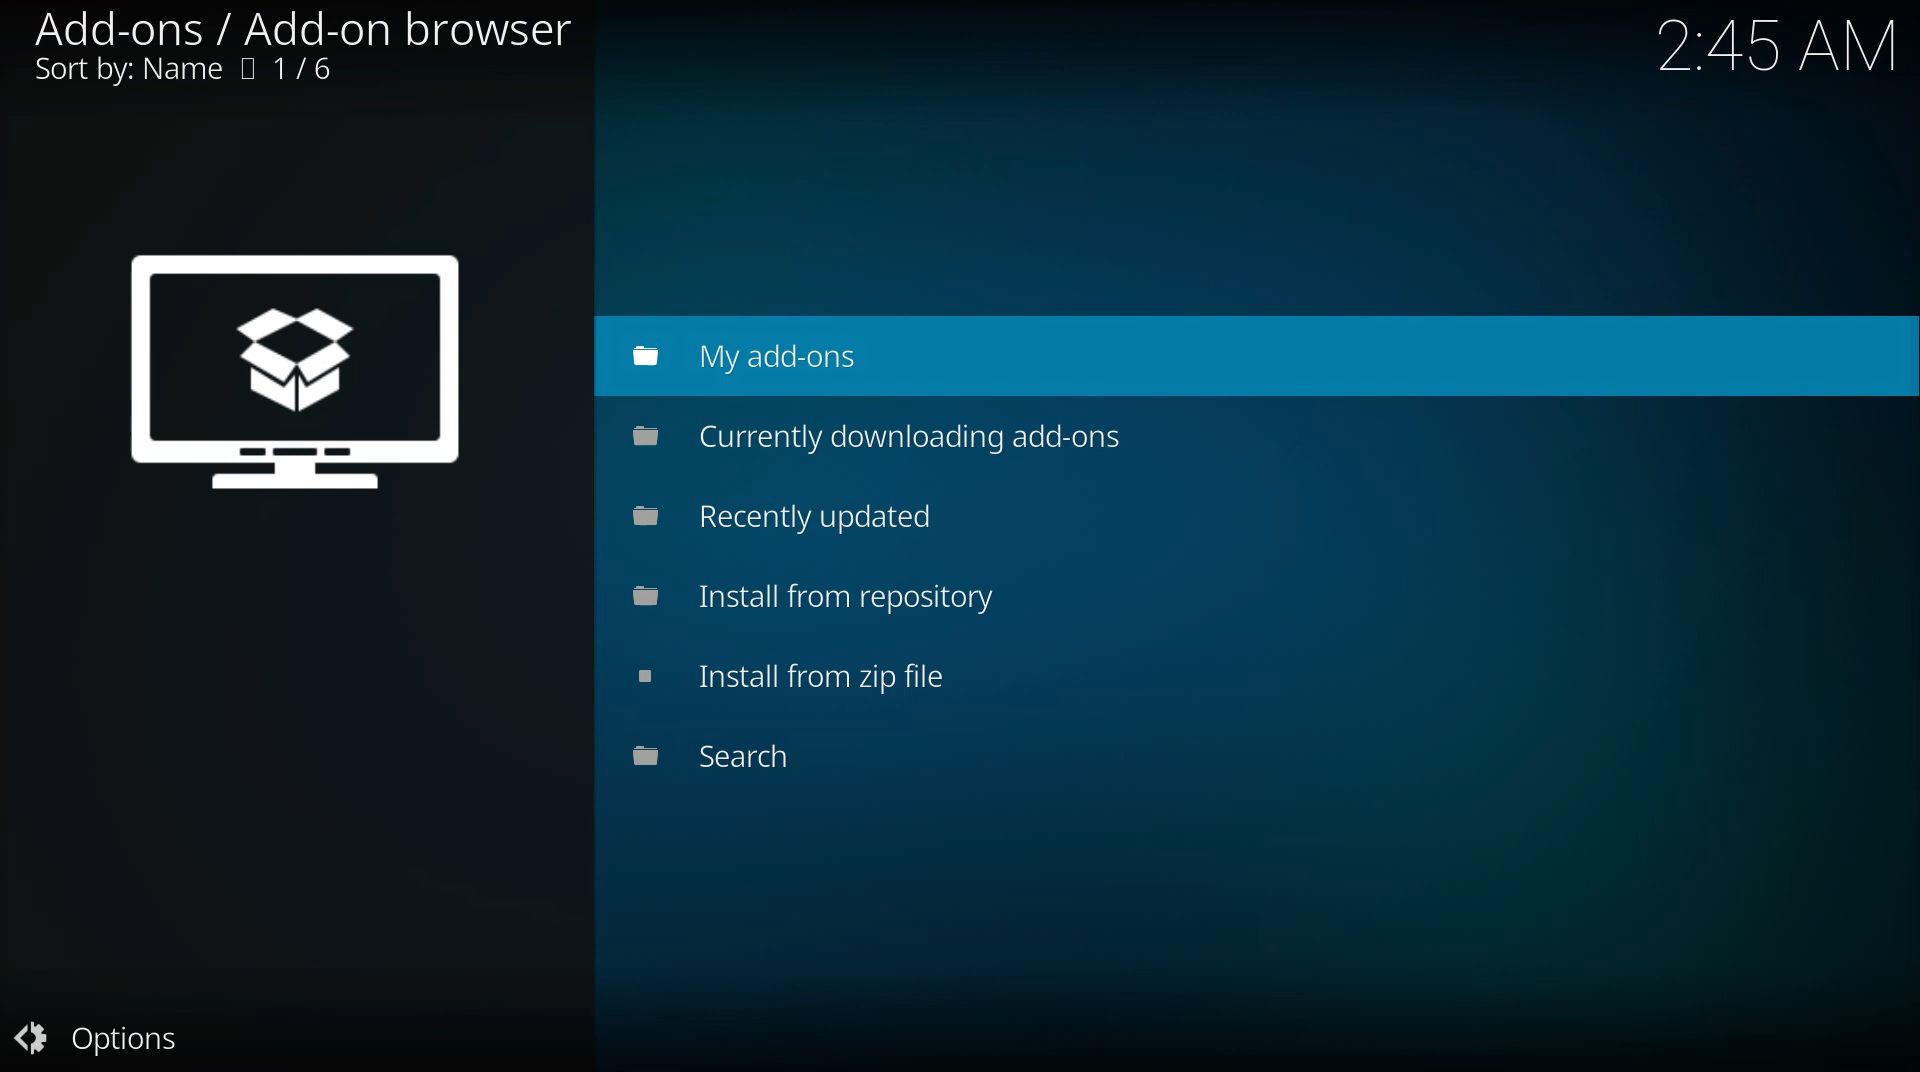 Add-ons / Add-on browser
Sort by: Name 1 / 6
2:45 AM
My add-ons
Currently downloading add-ons
Recently updated
Install from repository
Install from zip file
Search
Options